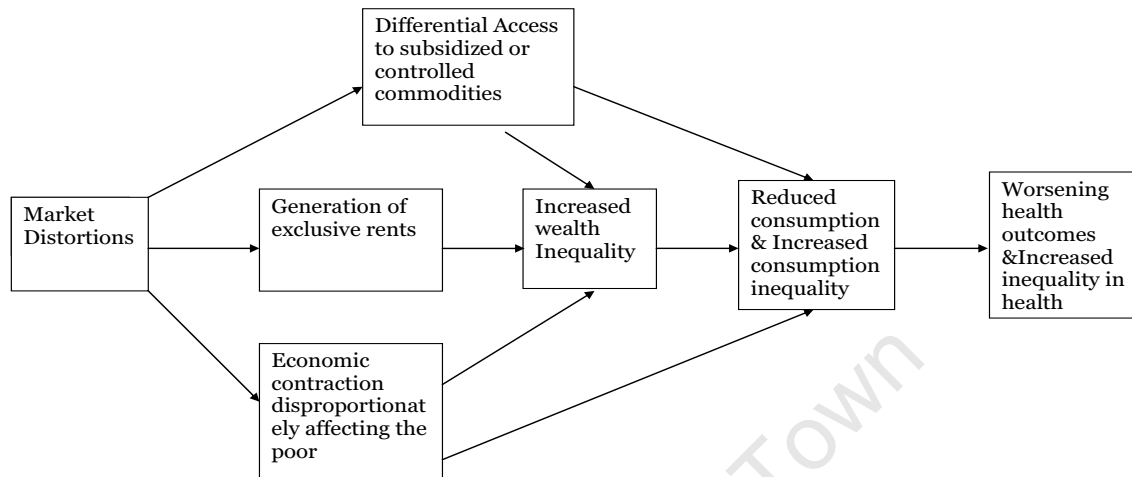 Differential Access
to subsidized or
controlled
commodities
Market
Distortions
Generation of
exclusive rents
Increased
wealth
Inequality
Reduced
consumption
& Increased
consumption
inequality
Worsening
health
outcomes
&Increased
inequality in
health
Economic
contraction
disproportionat
ely affecting the
poor
Town